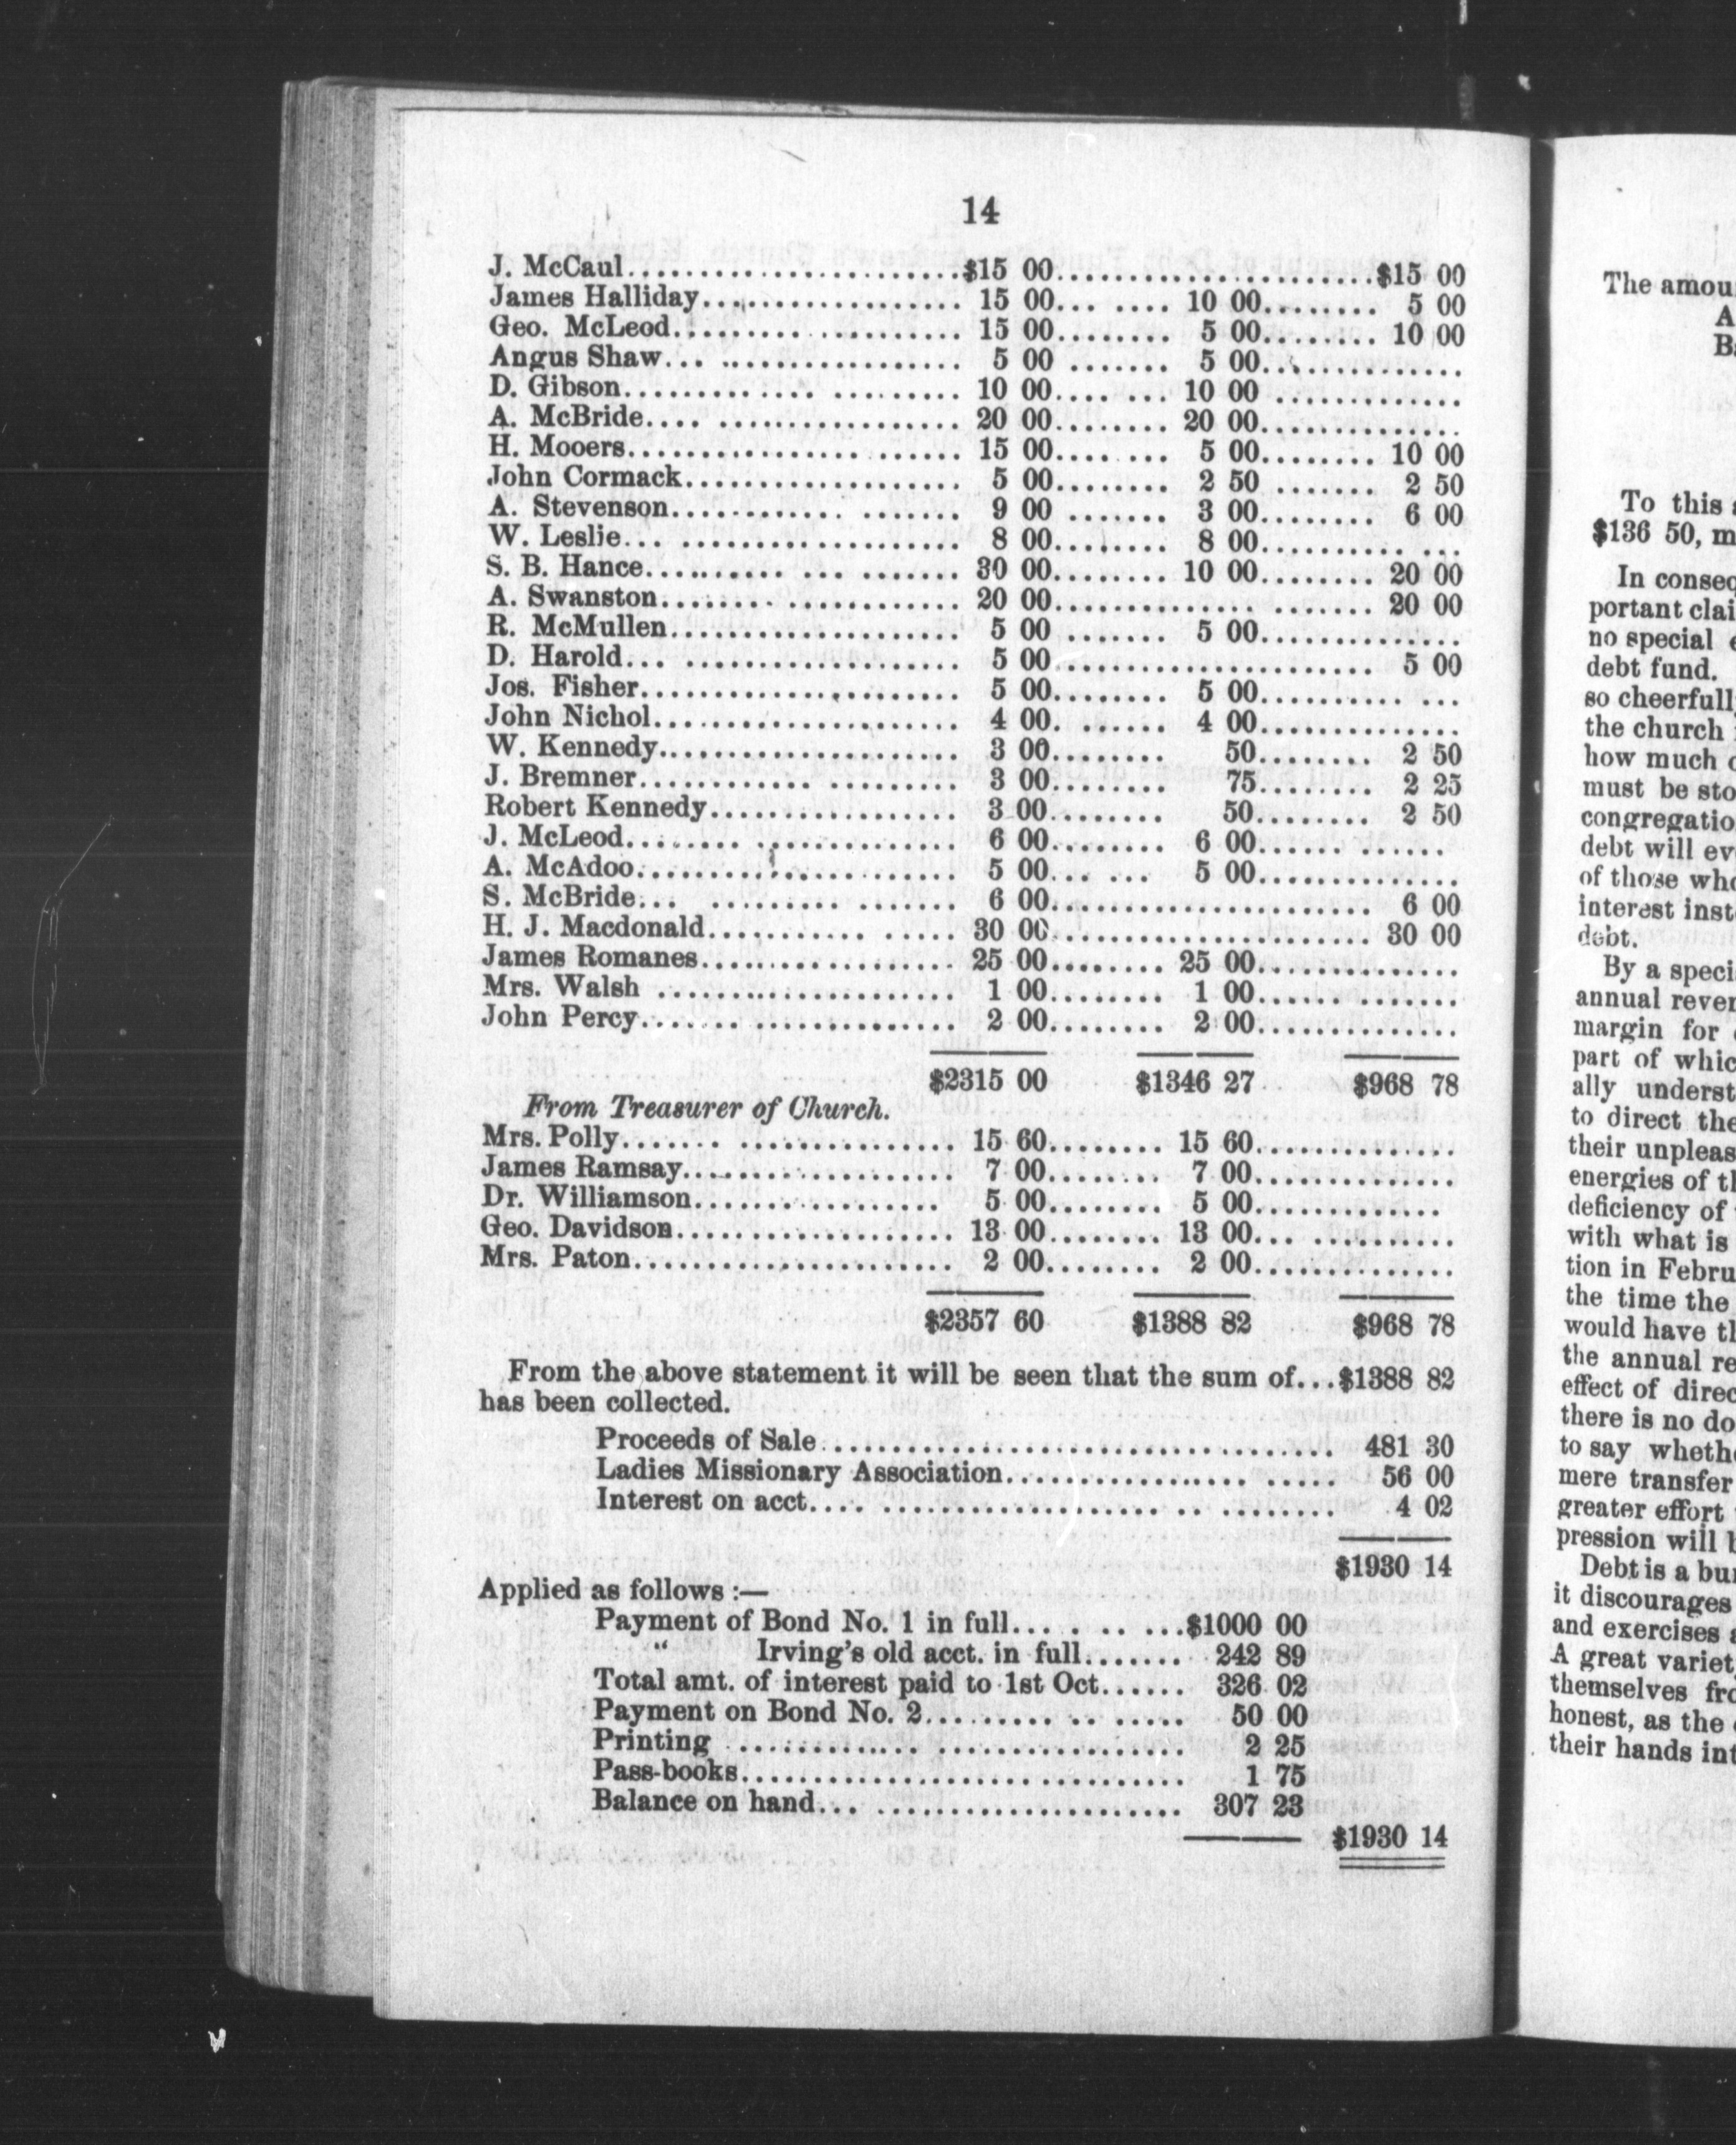 14
J. McCaul........................$15 00........................$15 00
James Halliday.................. 15 00... .... 10 00........ 5 00
Geo. McLeod.................... 15 00........ 5 00........ 10 00
Angus Shaw... ................. 5 00 ....... 5 00..............
D. Gibson.............. ......... 10 00.... ... 10 00 .............
A. McBride.... ................. 20 00........ 20 00..............
H. Mooers................. ...... 15 00.... ... 5 00........ 10 00
John Cormack.................... 5 00........ 2 50 ....... 2 50
A. Stevenson............ ....... 9 00 ....... 3 00........ 6 00
W. Leslie... .................... 8 00........ 8 00.......... ...
S. B. Hance.......... ... ....... 30 00........ 10 00........ 20 00
A. Swanston........ ............ 20 00.............. ....... 20 00
R. McMullen..................... 5 00 ....... 5 00..............
D. Harold... .................... 5 00....................... 5 00
Jos. Fisher....................... 5 00........ 5 00.......... ...
John Nichol...................... 4 00. ...... 4 00..............
W. Kennedy...................... 3 00........ 50........ 2 50
J. Bremner............. ......... 3 00........ 75........ 2 25
Robert Kennedy.................. 3 00........ 50........ 2 50
J. McLeod........ .............. 6 00........ 6 00...... ......
A. McAdoo....................... 5 00... ... 5 00..............
S. McBride... ......... ........ 6 00....................... 6 00
H. J. Macdonald........... ..... 30 00....................... 30 00
James Romanes.................. 25 00........ 25 00..............
Mrs. Walsh ..................... 1 00........ 1 00...... .......
John Percy....... .............. 2 00........ 2 00..............
$2315 00 $1346 27 $968 78
From Treasurer of Church.
Mrs. Polly....... ............... 15 60........ 15 60..............
James Ramsay................... 7 00........ 7 00..............
Dr. Williamson................. 5 00........ 5 00.............
Geo. Davidson................... 13 00........ 13 00... ..........
Mrs. Paton....................... 2 00........ 2 00..............
$2357 60 $1388 82 $968 78
From the above statement it will be seen that the sum of...$1388 82
has been collected.
Proceeds of Sale.................................... 481 30
Ladies Missionary Association................. ..... 56 00
Interest on acct.... .................... .. ........ 4 02
$1930 14
Applied as follows :—
Payment of Bond No. 1 in full... . .. ...$1000 00
" Irving's old acct. in full....... 242 89
Total amt. of interest paid to 1st Oct...... 326 02
Payment on Bond No. 2......... .. ..... 50 00
Printing ............. .................. 2 25
Pass-books............................... 1 75
Balance on hand... ...................... 307 23
$1930 14
The amou
A
B
To this
$136 50, m
In conseq
portant clai
no special e
debt fund.
so cheerfull
the church
how much o
must be sto
congregatio
debt will ev
of those who
interest inst
debt.
By a speci
annual reven
margin for
part of whic
ally underst
to direct the
their unpleas
energies of th
deficiency of
with what is
tion in Febru
the time the
would have th
the annual re
effect of direc
there is no do
to say wheth
mere transfer
greater effort
pression will b
Debt is a bu
it discourages
and exercises
A great variet
themselves fro
honest, as the
their hands int